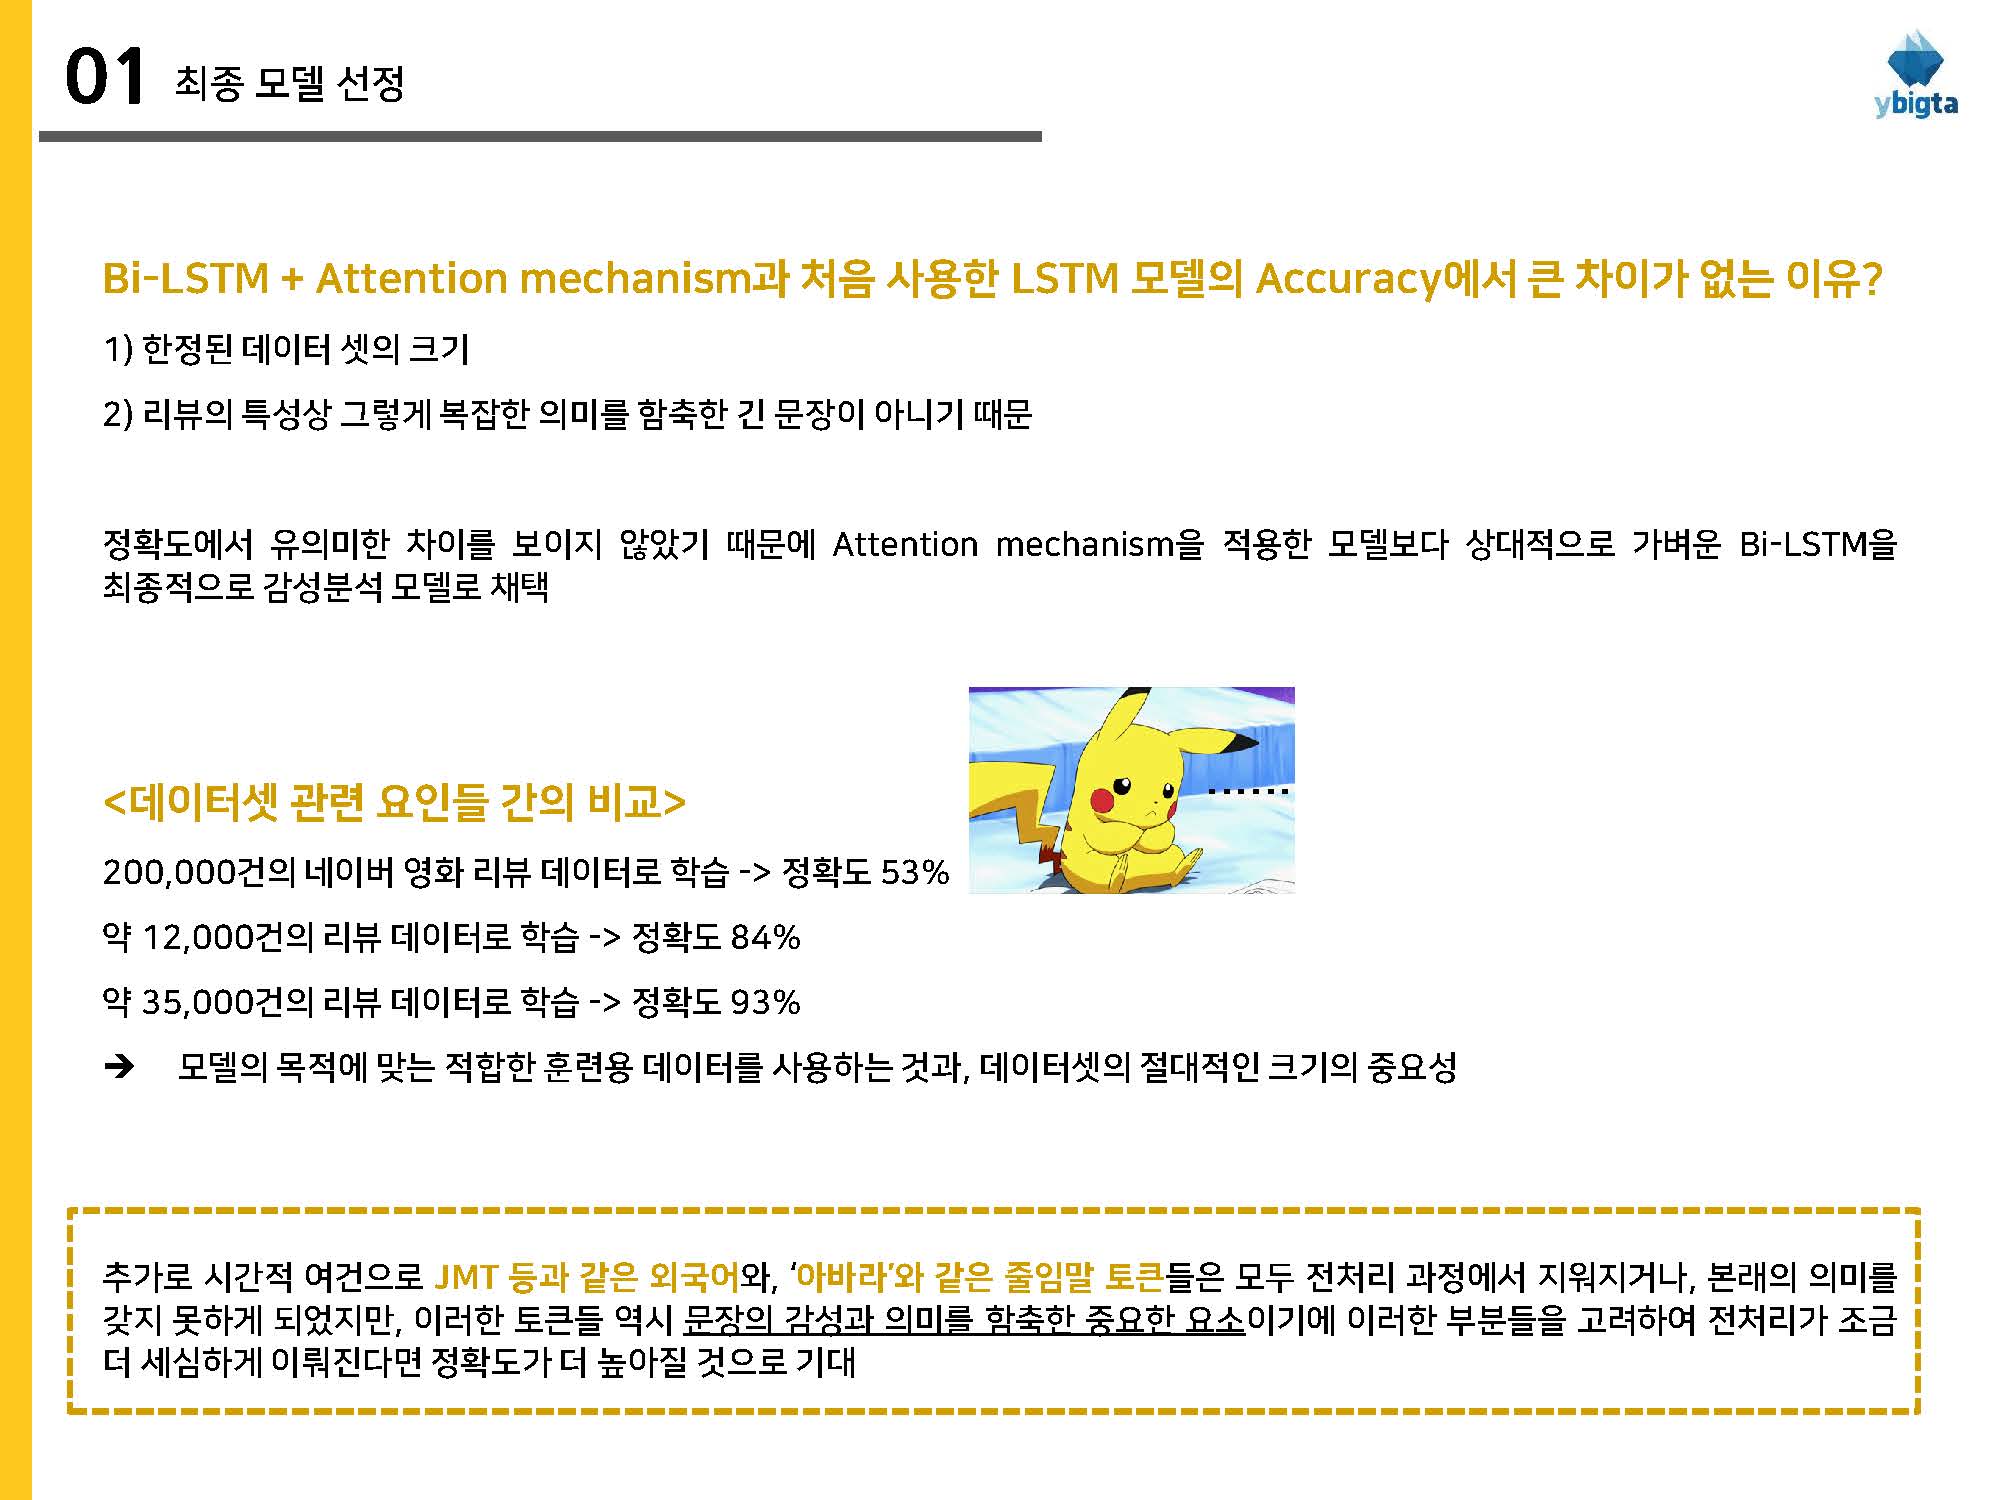 01 최종 모델 선정
ybigta
Bi-LSTM + Attention mechanism과 처음 사용한 LSTM 모델의 Accuracy에서 큰 차이가 없는 이유?
1) 한정된 데이터 셋의 크기
2) 리뷰의 특성상 그렇게 복잡한 의미를 함축한 긴 문장이 아니기 때문
정확도에서 유의미한 차이를 보이지 않았기 때문에 Attention mechanism을 적용한 모델보다 상대적으로 가벼운 Bi-LSTM을
최종적으로 감성분석 모델로 채택
<데이터셋 관련 요인들 간의 비교>
200,000건의 네이버 영화 리뷰 데이터로 학습 -> 정확도 53%
......
약 12,000건의 리뷰 데이터로 학습 -> 정확도 84%
약 35,000건의 리뷰 데이터로 학습 -> 정확도 93%
➔ 모델의 목적에 맞는 적합한 훈련용 데이터를 사용하는 것과, 데이터셋의 절대적인 크기의 중요성
추가로 시간적 여건으로 JMT 등과 같은 외국어와, ‘아바라’와 같은 줄임말 토큰들은 모두 전처리 과정에서 지워지거나, 본래의 의미를
갖지 못하게 되었지만, 이러한 토큰들 역시 문장의 감성과 의미를 함축한 중요한 요소이기에 이러한 부분들을 고려하여 전처리가 조금
더 세심하게 이뤄진다면 정확도가 더 높아질 것으로 기대